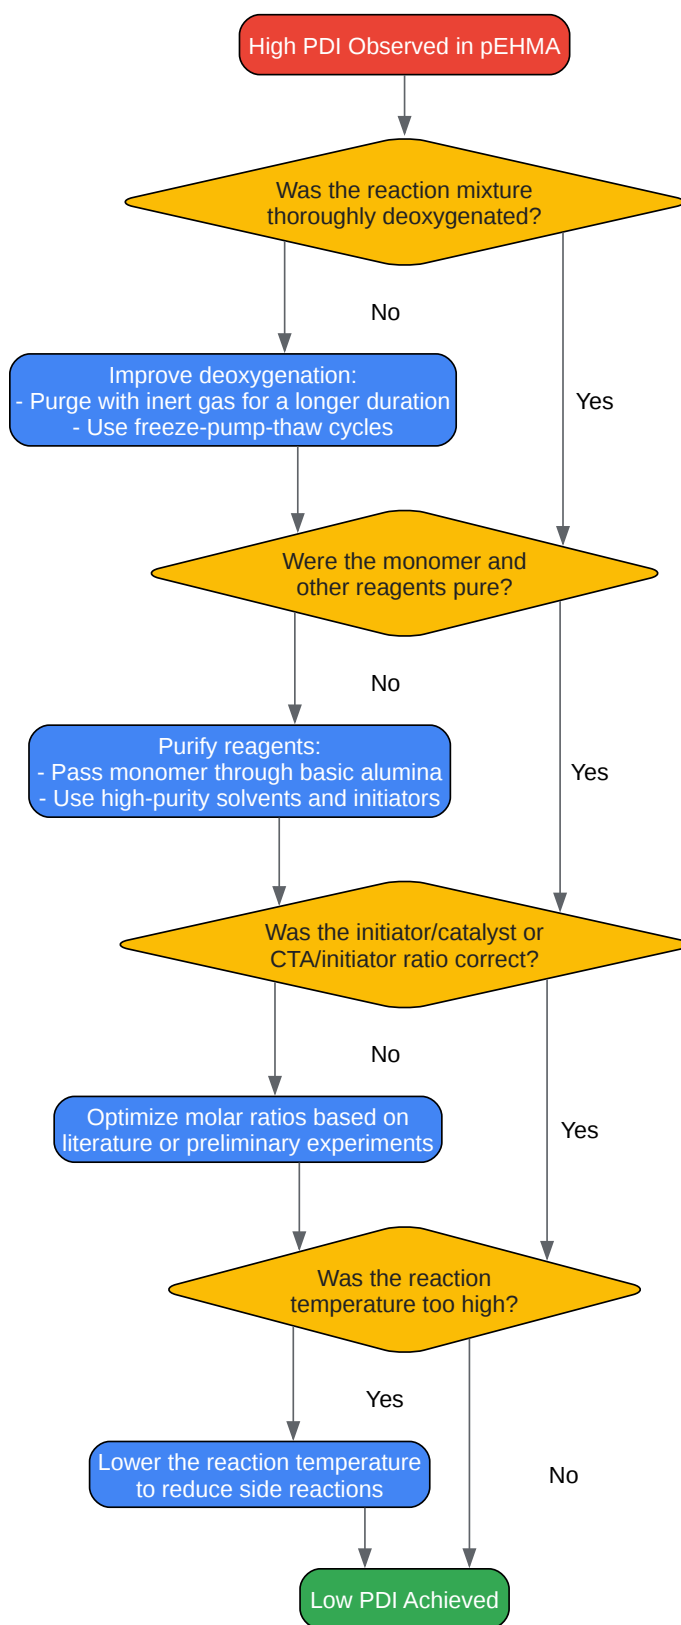 High PDI Observed in pEHMA
Was the reaction mixture
thoroughly deoxygenated?
No
Improve deoxygenation:
- Purge with inert gas for a longer duration
- Use freeze-pump-thaw cycles
Yes
Were the monomer and
other reagents pure?
No
Purify reagents:
- Pass monomer through basic alumina
- Use high-purity solvents and initiators
Yes
Was the initiator/catalyst or
CTA/initiator ratio correct?
No
Optimize molar ratios based on
literature or preliminary experiments
Yes
Was the reaction
temperature too high?
Yes
Lower the reaction temperature
to reduce side reactions
No
Low PDI Achieved